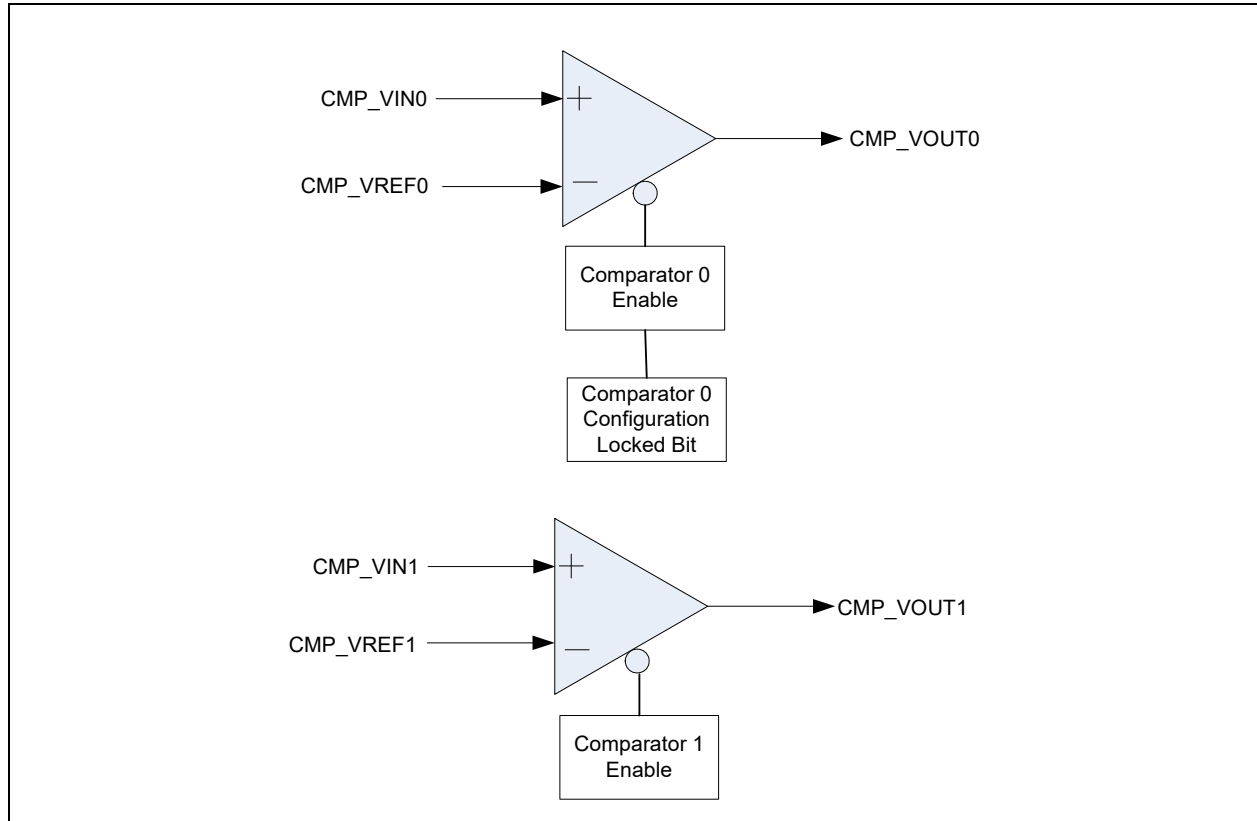 CMP_VIN0
+
CMP_VOUT0
CMP_VREF0
—
Comparator 0
Enable
Comparator 0
Configuration
Locked Bit
CMP_VIN1
+
CMP_VOUT1
CMP_VREF1
—
Comparator 1
Enable